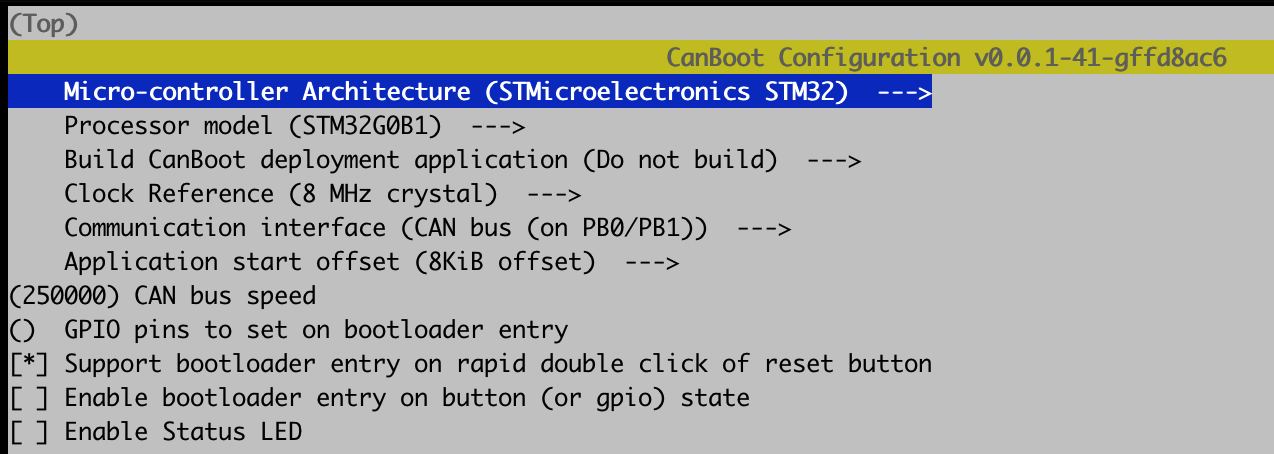 (Top)
CanBoot Configuration v0.0.1-41-gffd8ac6
Micro-controller Architecture (STMicroelectronics STM32)  --->
Processor model (STM32G0B1)  --->
Build CanBoot deployment application (Do not build)  --->
Clock Reference (8 MHz crystal)  --->
Communication interface (CAN bus (on PB0/PB1))  --->
Application start offset (8KiB offset)  --->
(250000) CAN bus speed
()  GPIO pins to set on bootloader entry
[*] Support bootloader entry on rapid double click of reset button
[ ] Enable bootloader entry on button (or gpio) state
[ ] Enable Status LED